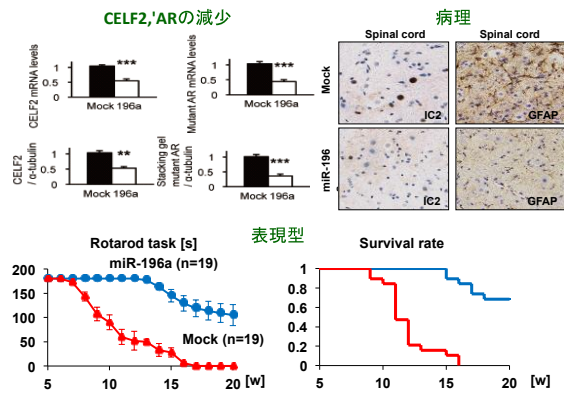 CELF2,'ARの減少
病理
CELF2 mRNA levels
1
0.5
0
***
Mock 196a
Mutant AR mRNA levels
1
0.5
0
***
Mock 196a
CELF2
/ α-tubulin
1
0.5
0
**
Mock 196a
Stacking gel
mutant AR
/ α-tubulin
1
0.5
0
***
Mock 196a
Spinal cord
Spinal cord
Mock
IC2
GFAP
miR-196
IC2
GFAP
表現型
Rotarod task [s]
miR-196a (n=19)
Mock (n=19)
200
150
100
50
0
5
10
15
20
[w]
Survival rate
1
0.8
0.6
0.4
0.2
0
5
10
15
20
[w]